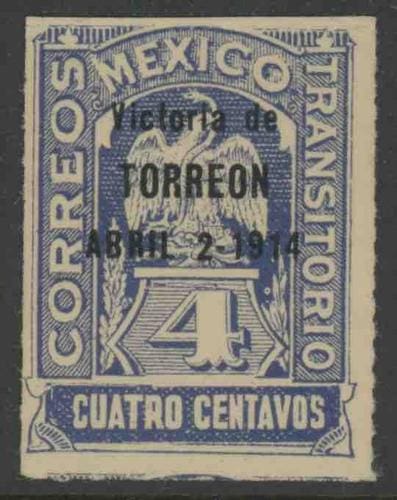 MEXICO
CORREOS
TRANSITORIO
Victoria de
TORREON
ABRIL 2-1914
4
CUATRO CENTAVOS